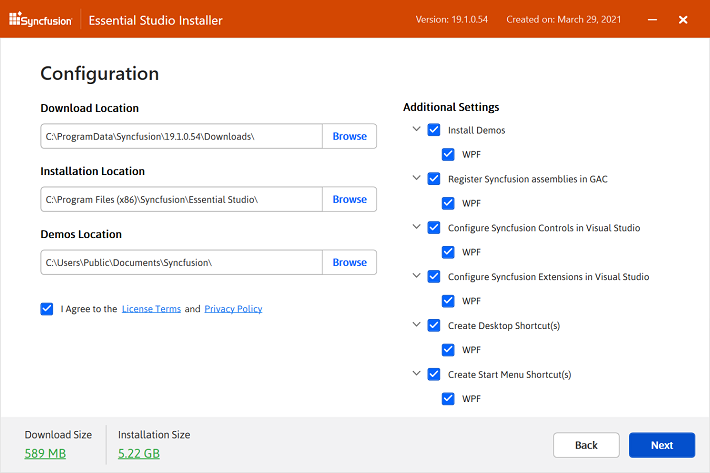 Syncfusion® Essential Studio Installer Version: 19.1.0.54 Created on: March 29, 2021
Configuration
Download Location
C:\ProgramData\Syncfusion\19.1.0.54\Downloads\ Browse
Installation Location
C:\Program Files (x86)\Syncfusion\Essential Studio\ Browse
Demos Location
C:\Users\Public\Documents\Syncfusion\ Browse
I Agree to the License Terms and Privacy Policy
Additional Settings
Install Demos
WPF
Register Syncfusion assemblies in GAC
WPF
Configure Syncfusion Controls in Visual Studio
WPF
Configure Syncfusion Extensions in Visual Studio
WPF
Create Desktop Shortcut(s)
WPF
Create Start Menu Shortcut(s)
WPF
Download Size Installation Size
589 MB 5.22 GB
Back Next